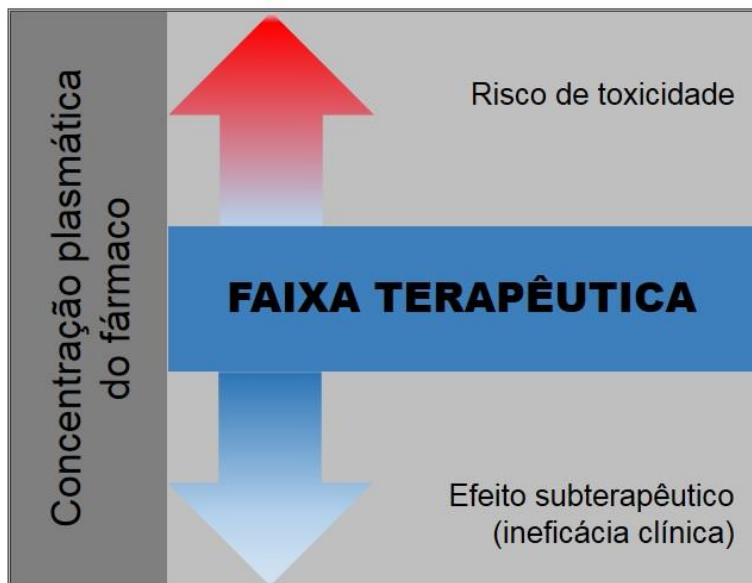 Concentração plasmática
do fármaco
Risco de toxicidade
FAIXA TERAPÊUTICA
Efeito subterapêutico
(ineficácia clínica)